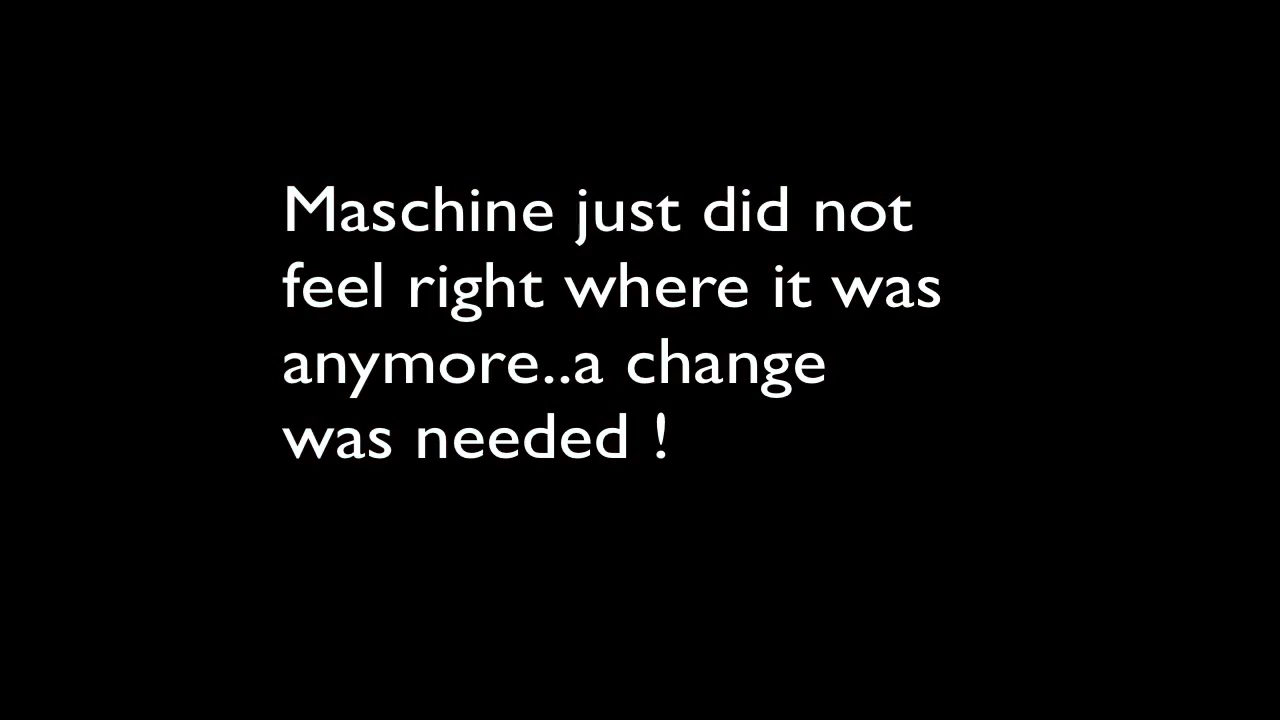 Maschine just did not
feel right where it was
anymore..a change
was needed !